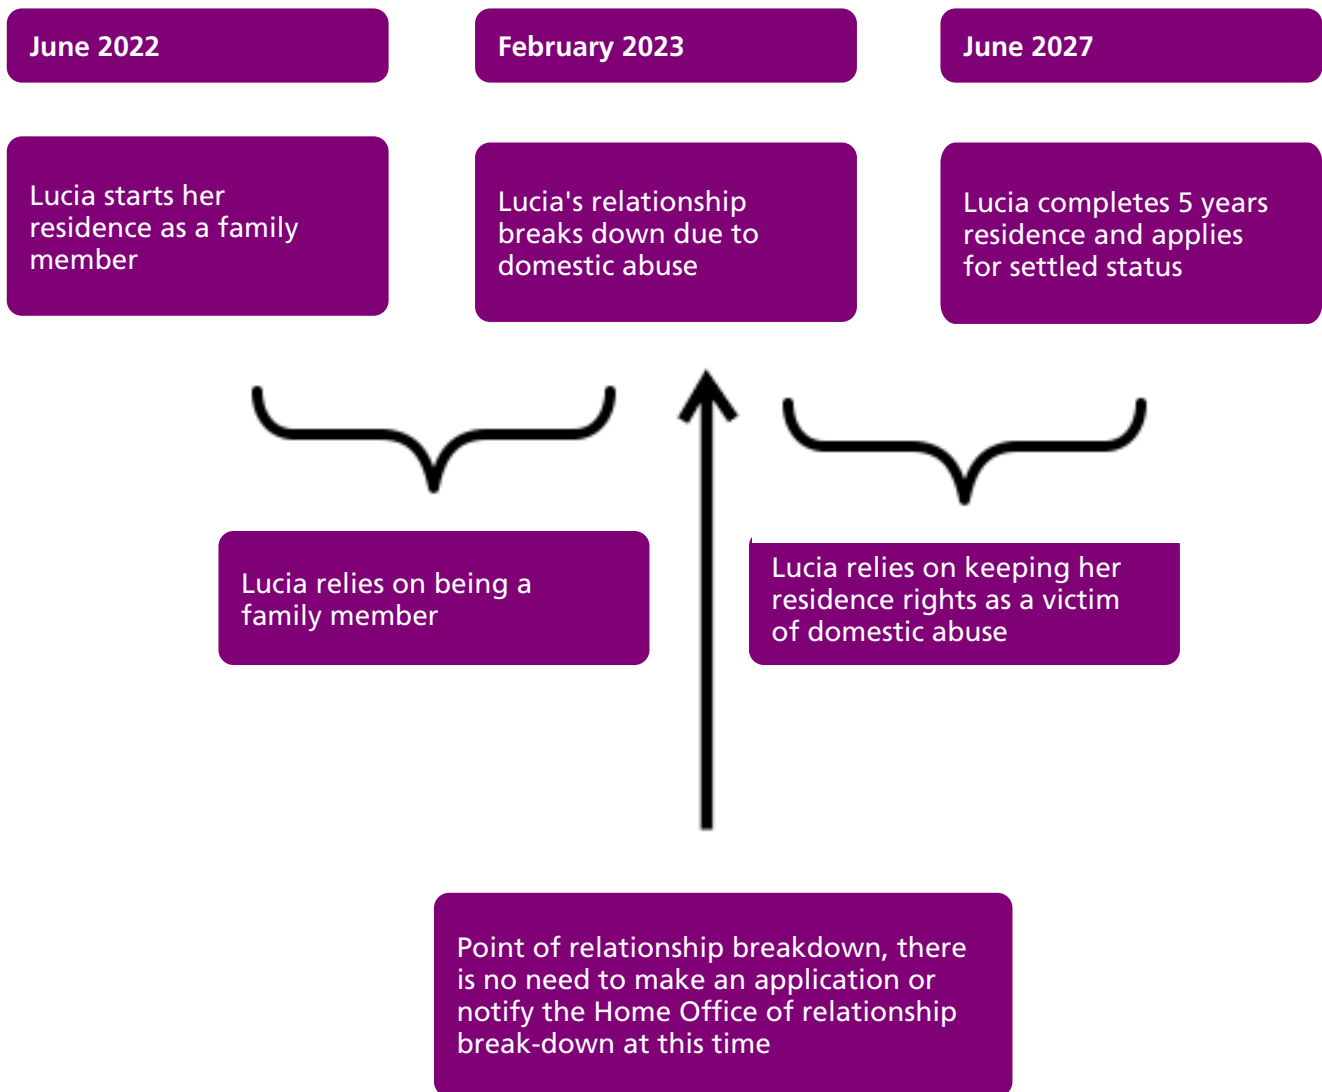 June 2022
February 2023
June 2027
Lucia starts her
residence as a family
member
Lucia's relationship
breaks down due to
domestic abuse
Lucia completes 5 years
residence and applies
for settled status
Lucia relies on being a
family member
Lucia relies on keeping her
residence rights as a victim
of domestic abuse
Point of relationship breakdown, there
is no need to make an application or
notify the Home Office of relationship
break-down at this time